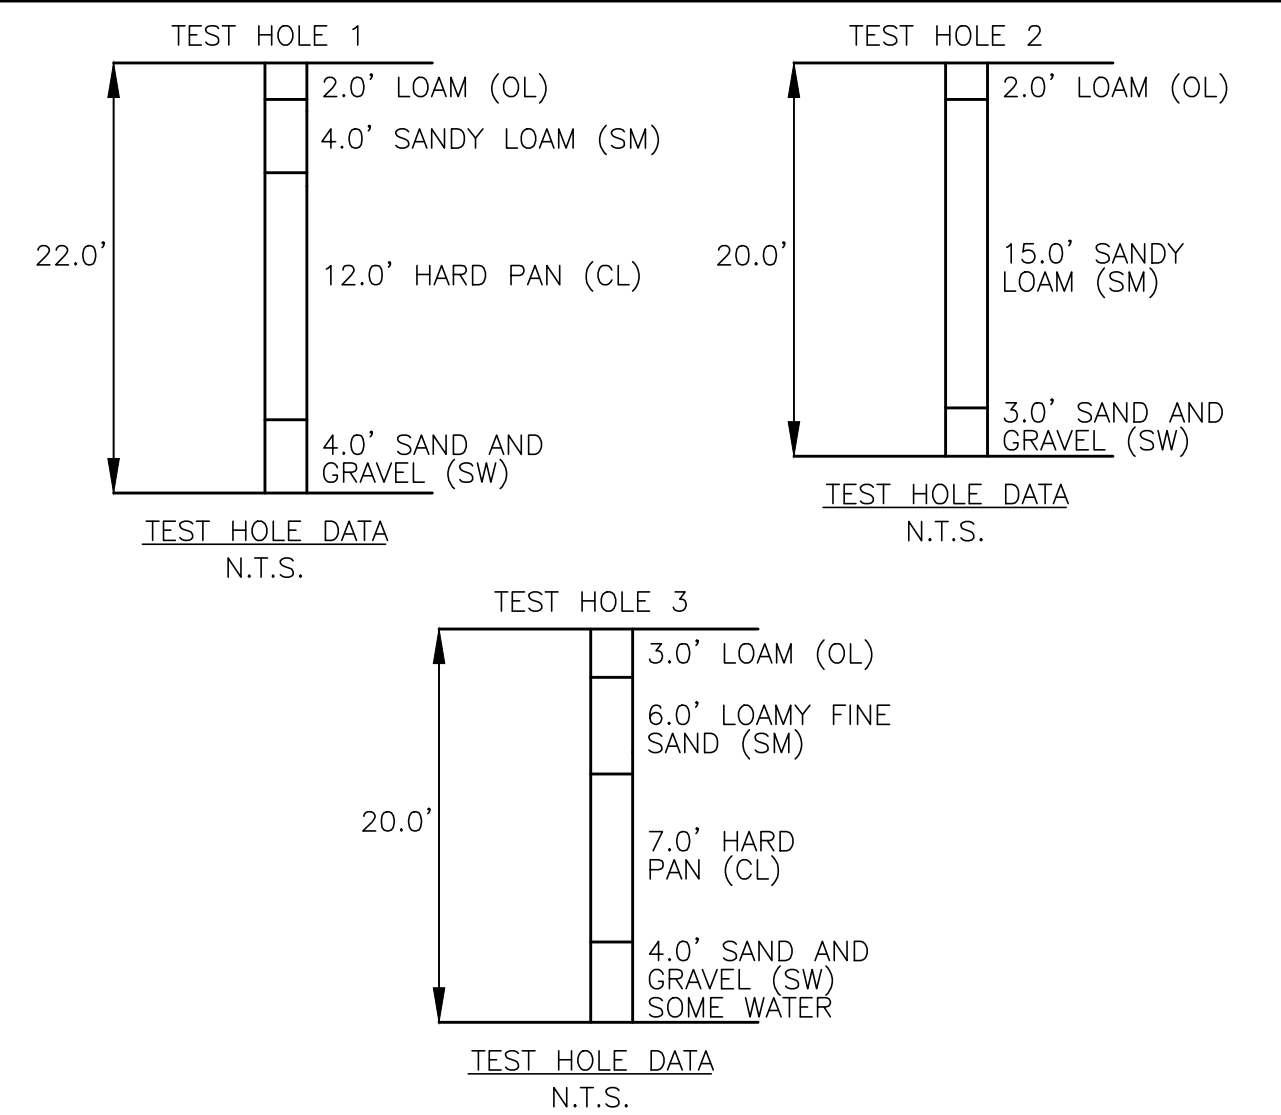 TEST HOLE 1
2.0' LOAM (OL)
4.0' SANDY LOAM (SM)
22.0'
12.0' HARD PAN (CL)
4.0' SAND AND
GRAVEL (SW)
TEST HOLE DATA
N.T.S.
TEST HOLE 2
2.0' LOAM (OL)
20.0'
15.0' SANDY
LOAM (SM)
3.0' SAND AND
GRAVEL (SW)
TEST HOLE DATA
N.T.S.
TEST HOLE 3
3.0' LOAM (OL)
6.0' LOAMY FINE
SAND (SM)
20.0'
7.0' HARD
PAN (CL)
4.0' SAND AND
GRAVEL (SW)
SOME WATER
TEST HOLE DATA
N.T.S.